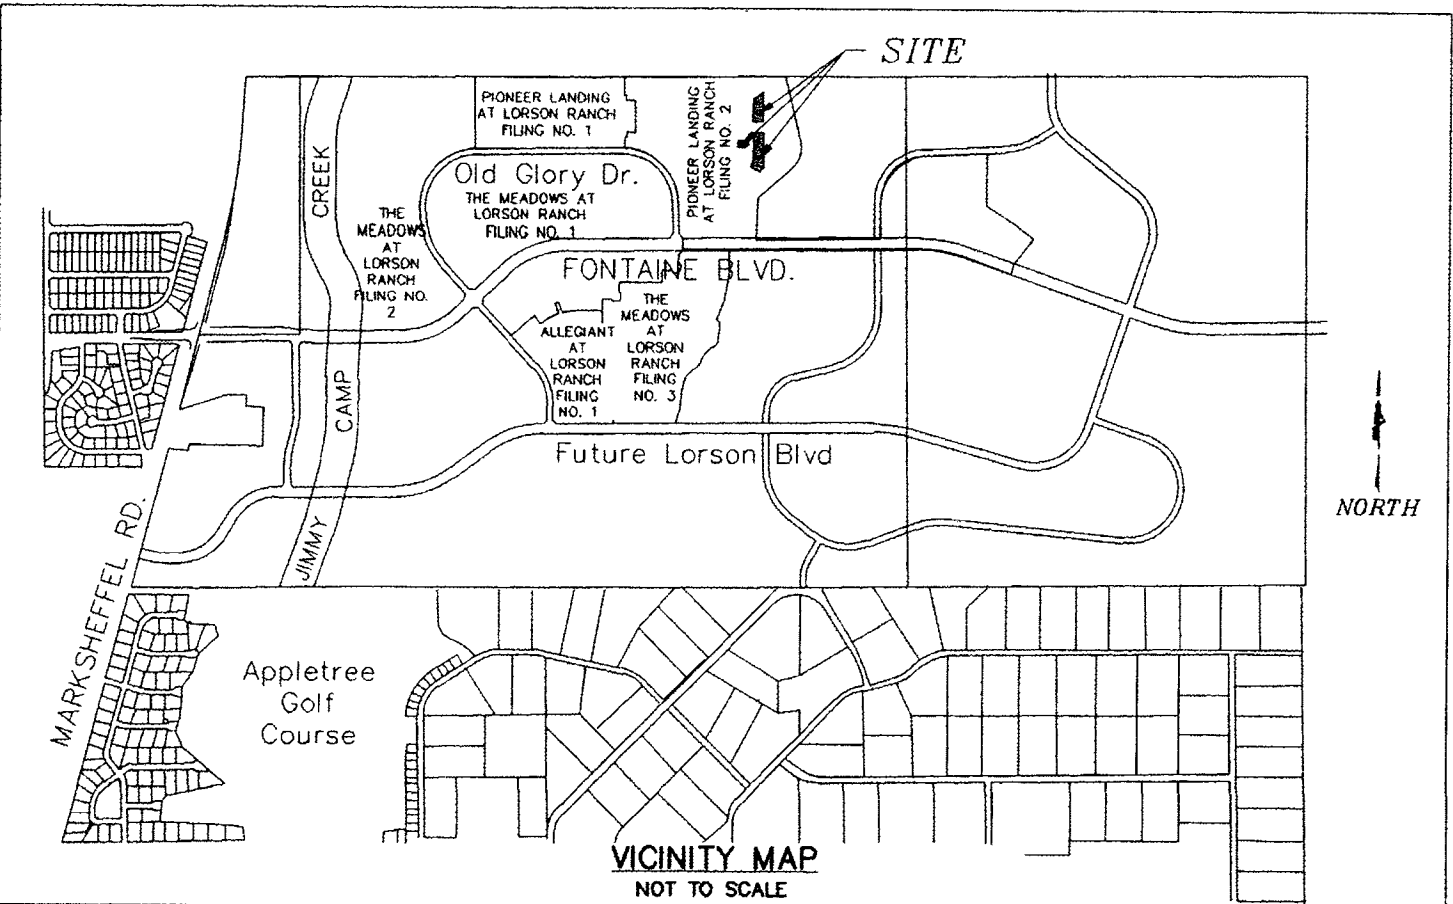 SITE
PIONEER LANDING
AT LORSON RANCH
FILING NO. 1
PIONEER LANDING
AT LORSON RANCH
FILING NO. 2
CREEK
Old Glory Dr.
THE MEADOWS AT
LORSON RANCH
FILING NO. 1
THE
MEADOWS
AT
LORSON
RANCH
FILING NO.
2
FONTAINE BLVD.
THE
MEADOWS
AT
LORSON
RANCH
FILING
NO. 3
ALLEGIANT
AT
LORSON
RANCH
FILING
NO. 1
CAMP
Future Lorson Blvd
JIMMY
NORTH
MARKSHEFFEL RD.
Appletree
Golf
Course
VICINITY MAP
NOT TO SCALE